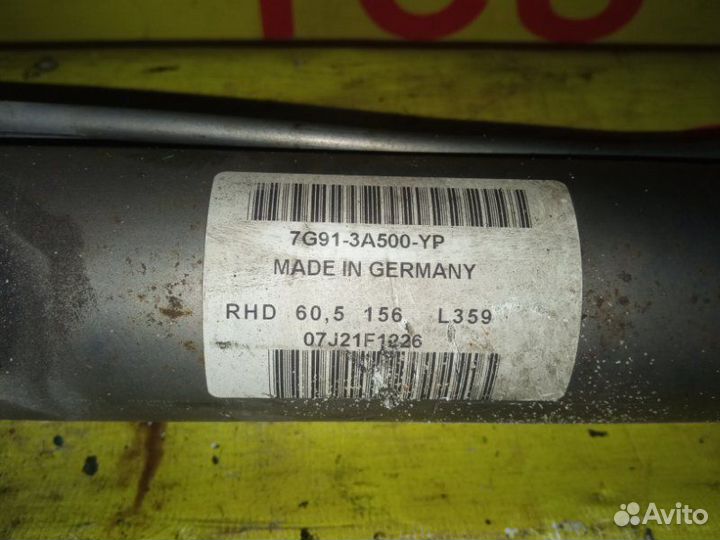 7G91-3A500-YP
MADE IN GERMANY
RHD 60,5 156 L359
07J21F1226
Avito